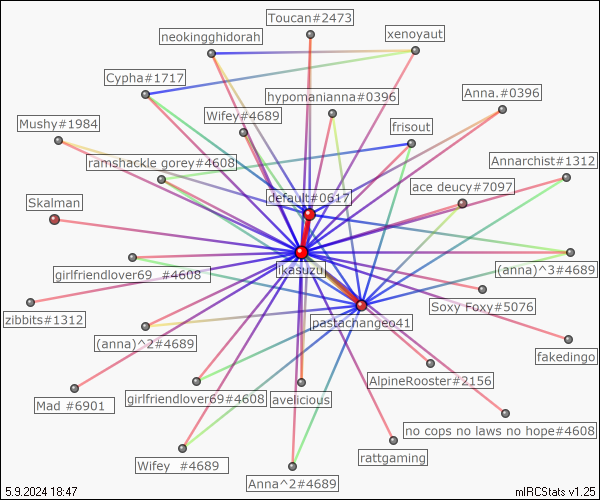 Toucan#2473
neokingghidorah
xenoyaut
Cypha#1717
hypomanianna#0396
Anna.#0396
Wifey#4689
Mushy#1984
frisout
ramshackle gorey#4608
Annarchist#1312
ace deucy#7097
default#0617
Skalman
girlfriendlover69_#4608
likasuzu
(anna)^3#4689
Soxy Foxy#5076
zibbits#1312
pastachangeo41
(anna)^2#4689
fakedingo
AlpineRooster#2156
girlfriendlover69#4608
avelicious
Mad #6901
no cops no laws no hope#4608
rattgaming
Wifey  #4689
Anna^2#4689
5.9.2024 18:47
mIRCStats v1.25